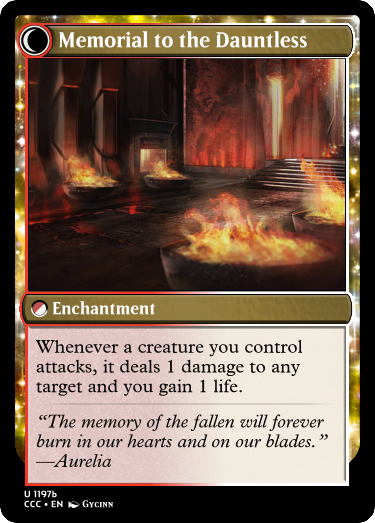 Memorial to the Dauntless
Enchantment
Whenever a creature you control
attacks, it deals 1 damage to any
target and you gain 1 life.
“The memory of the fallen will forever
burn in our hearts and on our blades.”
—Aurelia
U 1197b
CCC • EN Gycinn